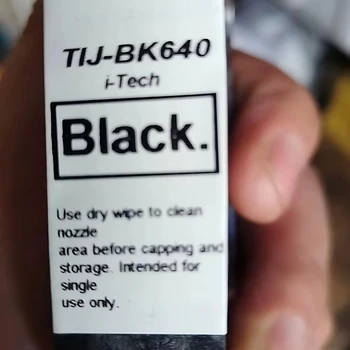 TIJ-BK640
i-Tech
Black.
Use dry wipe to clean
nozzle
area before capping and
storage. Intended for
single
use only.